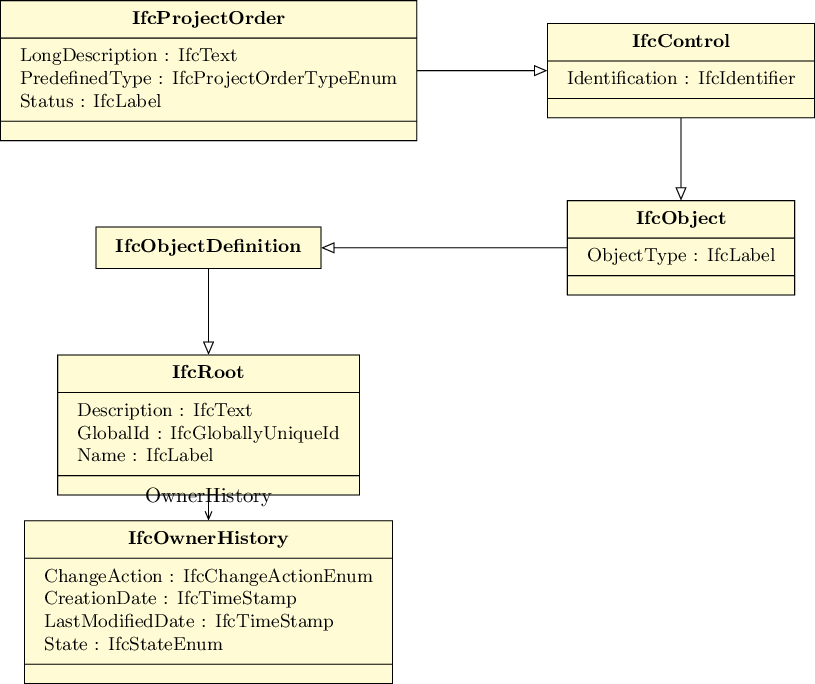 IfcProjectOrder
LongDescription : IfcText
PredefinedType : IfcProjectOrderTypeEnum
Status : IfcLabel
IfcControl
Identification : IfcIdentifier
IfcObject
ObjectType : IfcLabel
IfcObjectDefinition
IfcRoot
Description : IfcText
GlobalId : IfcGloballyUniqueId
Name : IfcLabel
OwnerHistory
IfcOwnerHistory
ChangeAction : IfcChangeActionEnum
CreationDate : IfcTimeStamp
LastModifiedDate : IfcTimeStamp
State : IfcStateEnum